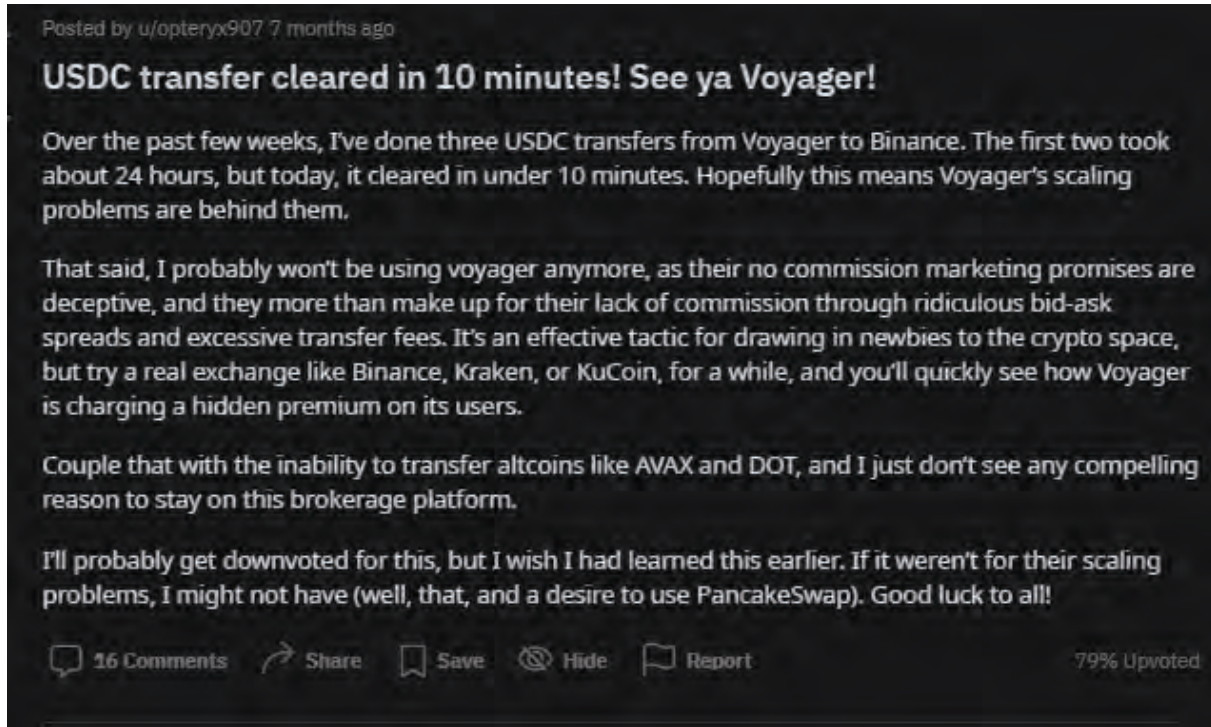 Posted by u/opteryx907 7 months ago
USDC transfer cleared in 10 minutes! See ya Voyager!
Over the past few weeks, I've done three USDC transfers from Voyager to Binance. The first two took
about 24 hours, but today, it cleared in under 10 minutes. Hopefully this means Voyager's scaling
problems are behind them.
That said, I probably won't be using voyager anymore, as their no commission marketing promises are
deceptive, and they more than make up for their lack of commission through ridiculous bid-ask
spreads and excessive transfer fees. It's an effective tactic for drawing in newbies to the crypto space,
but try a real exchange like Binance, Kraken, or KuCoin, for a while, and you'll quickly see how Voyager
is charging a hidden premium on its users.
Couple that with the inability to transfer altcoins like AVAX and DOT, and I just don't see any compelling
reason to stay on this brokerage platform.
I'll probably get downvoted for this, but I wish I had learned this earlier. If it weren't for their scaling
problems, I might not have (well, that, and a desire to use PancakeSwap). Good luck to all!
16 Comments Share Save Hide Report 79% Upvoted